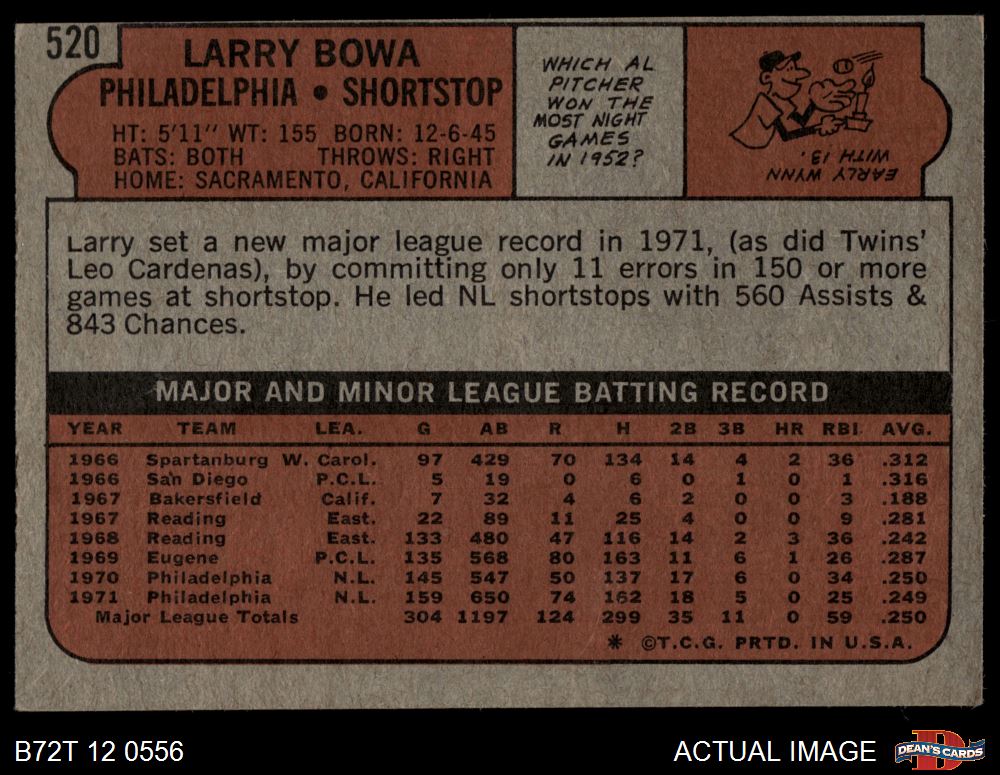 520
LARRY BOWA
PHILADELPHIA • SHORTSTOP
HT: 5'11" WT: 155 BORN: 12-6-45
BATS: BOTH THROWS: RIGHT
HOME: SACRAMENTO, CALIFORNIA
WHICH AL
PITCHER
WON THE
MOST NIGHT
GAMES
IN 1952?
EARLY WYNN
WITH 13.
Larry set a new major league record in 1971, (as did Twins'
Leo Cardenas), by committing only 11 errors in 150 or more
games at shortstop. He led NL shortstops with 560 Assists &
843 Chances.
MAJOR AND MINOR LEAGUE BATTING RECORD
YEAR TEAM LEA. G AB R H 2B 3B HR RBI AVG.
1966 Spartanburg W. Carol. 97 429 70 134 14 4 2 36 .312
1966 San Diego P.C.L. 5 19 0 6 0 1 0 1 .316
1967 Bakersfield Calif. 7 32 4 6 2 0 0 3 .188
1967 Reading East. 22 89 11 25 4 0 0 9 .281
1968 Reading East. 133 480 47 116 14 2 3 36 .242
1969 Eugene P.C.L. 135 568 80 163 11 6 1 26 .287
1970 Philadelphia N.L. 145 547 50 137 17 6 0 34 .250
1971 Philadelphia N.L. 159 650 74 162 18 5 0 25 .249
Major League Totals 304 1197 124 299 35 11 0 59 .250
* ©T.C.G. PRTD. IN U.S.A.
B72T 12 0556
ACTUAL IMAGE
D
DEAN'S CARDS